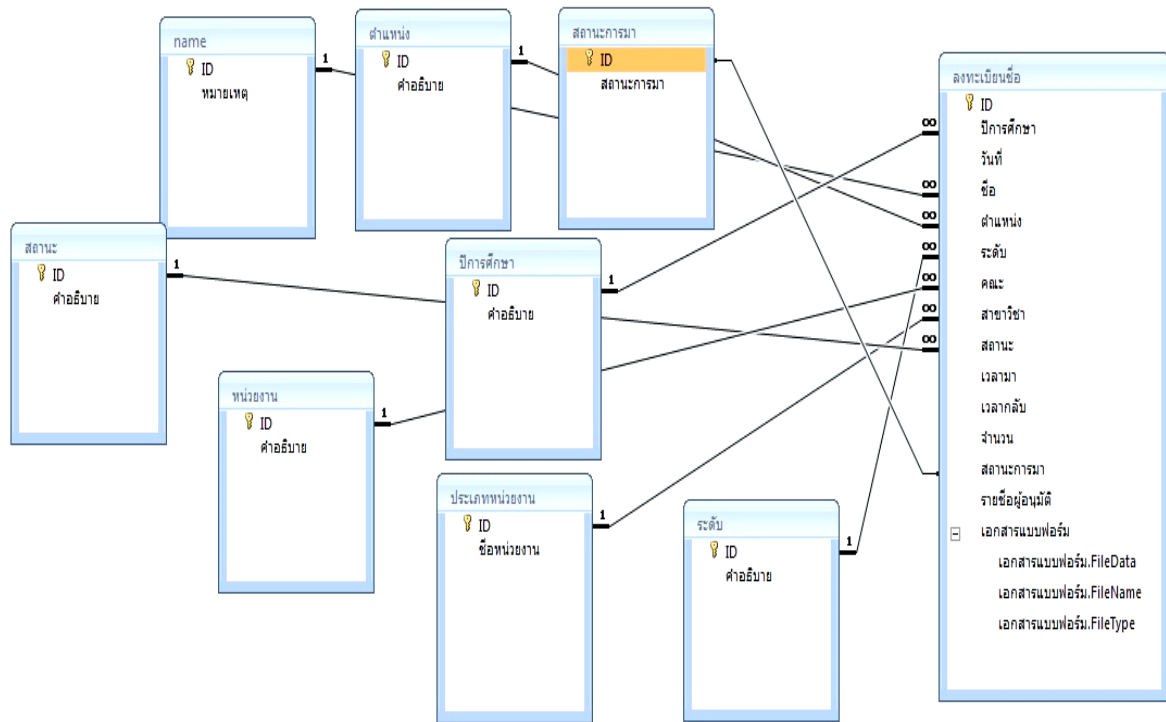 name
ID
หมายเหตุ
1
ตำแหน่ง
ID
คำอธิบาย
1
สถานะการมา
ID
สถานะการมา
สถานะ
ID
คำอธิบาย
1
ปีการศึกษา
ID
คำอธิบาย
1
หน่วยงาน
ID
คำอธิบาย
1
ประเภทหน่วยงาน
ID
ชื่อหน่วยงาน
1
ระดับ
ID
คำอธิบาย
1
ลงทะเบียนชื่อ
ID
∞ ปีการศึกษา
วันที่
∞ ชื่อ
∞ ตำแหน่ง
∞ ระดับ
∞ คณะ
∞ สาขาวิชา
∞ สถานะ
เวลามา
เวลากลับ
จำนวน
สถานะการมา
รายชื่อผู้อนุมัติ
เอกสารแบบฟอร์ม
เอกสารแบบฟอร์ม.FileData
เอกสารแบบฟอร์ม.FileName
เอกสารแบบฟอร์ม.FileType